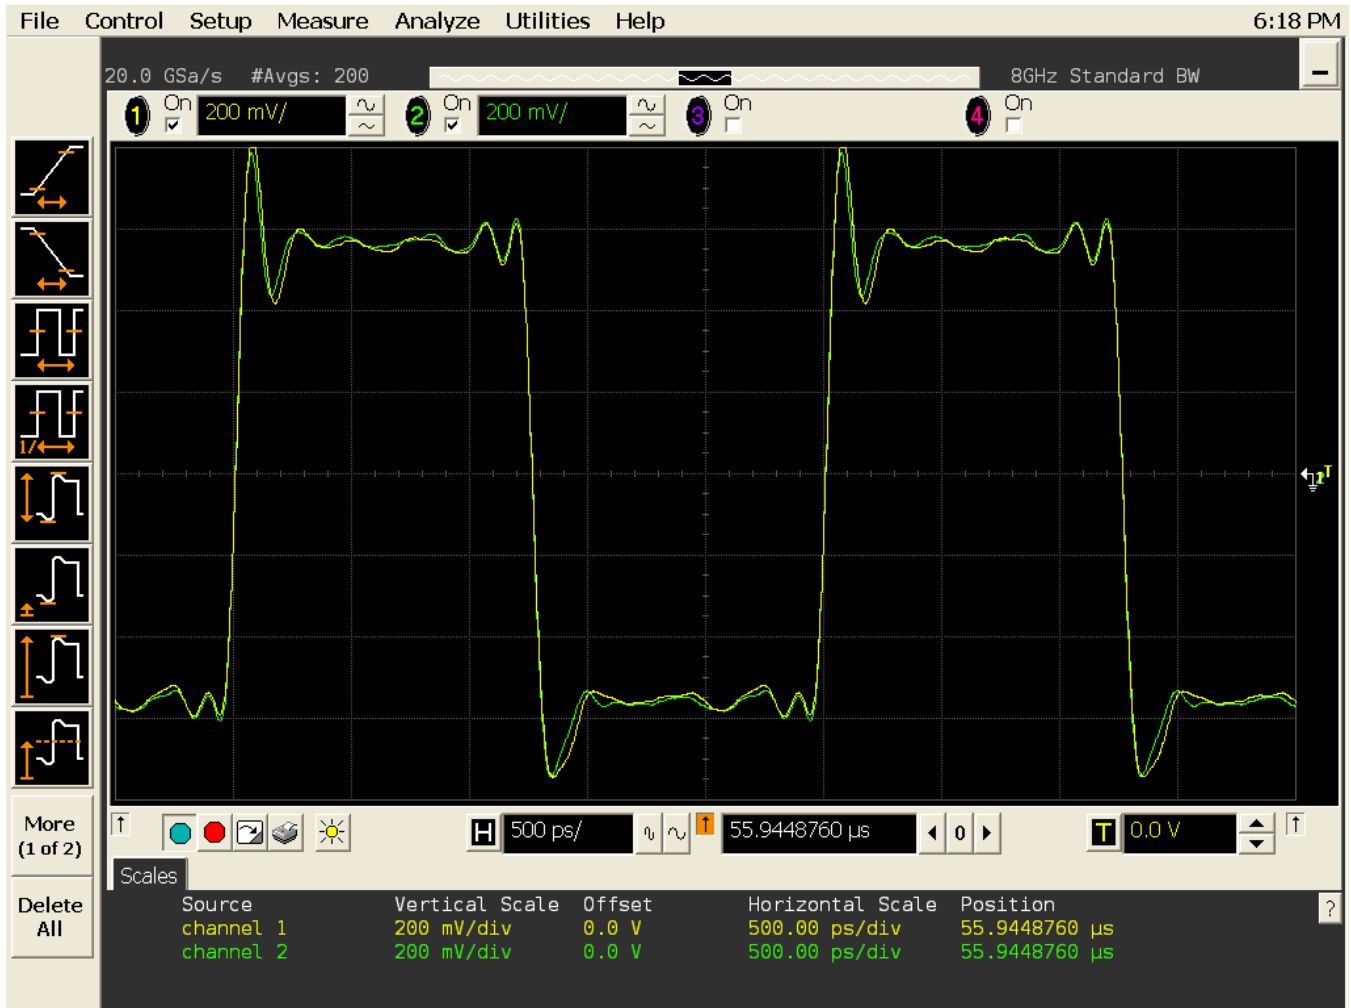 File Control Setup Measure Analyze Utilities Help 6:18 PM
20.0 GSa/s #Avgs: 200 8GHz Standard BW
1 On 200 mV/ 2 On 200 mV/ 3 On 4 On
1/
T
More
(1 of 2)
H 500 ps/ 55.9448760 µs 0 T 0.0 V
Scales
Delete
All
Source Vertical Scale Offset Horizontal Scale Position
channel 1 200 mV/div 0.0 V 500.00 ps/div 55.9448760 µs
channel 2 200 mV/div 0.0 V 500.00 ps/div 55.9448760 µs
?